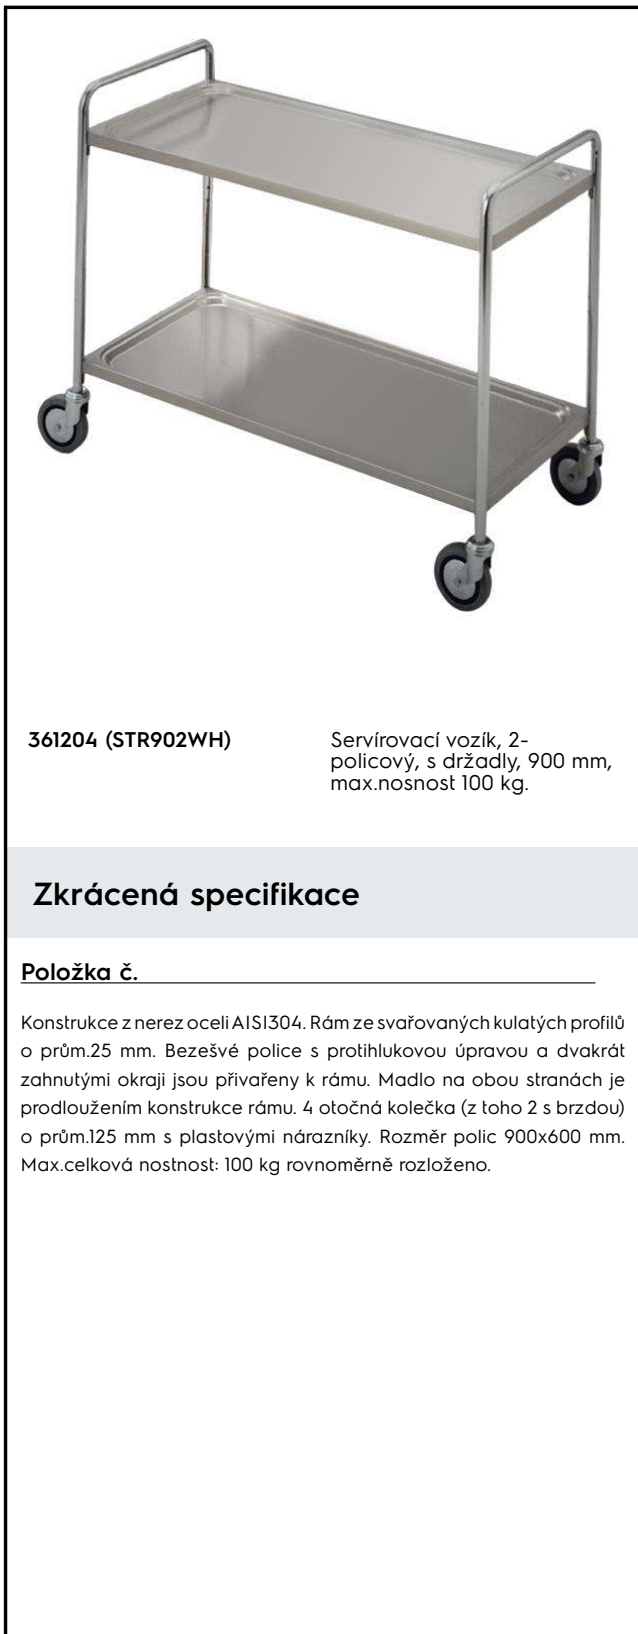 361204 (STR902WH)
Servírovací vozík, 2-
policový, s držadly, 900 mm,
max.nosnost 100 kg.
Zkrácená specifikace
Položka č.
Konstrukce z nerez oceli AISI304. Rám ze svařovaných kulatých profilů
o prům.25 mm. Bezešvé police s protihlukovou úpravou a dvakrát
zahnutými okraji jsou přivařeny k rámu. Madlo na obou stranách je
prodloužením konstrukce rámu. 4 otočná kolečka (z toho 2 s brzdou)
o prům.125 mm s plastovými nárazníky. Rozměr polic 900x600 mm.
Max.celková nostnost: 100 kg rovnoměrně rozloženo.